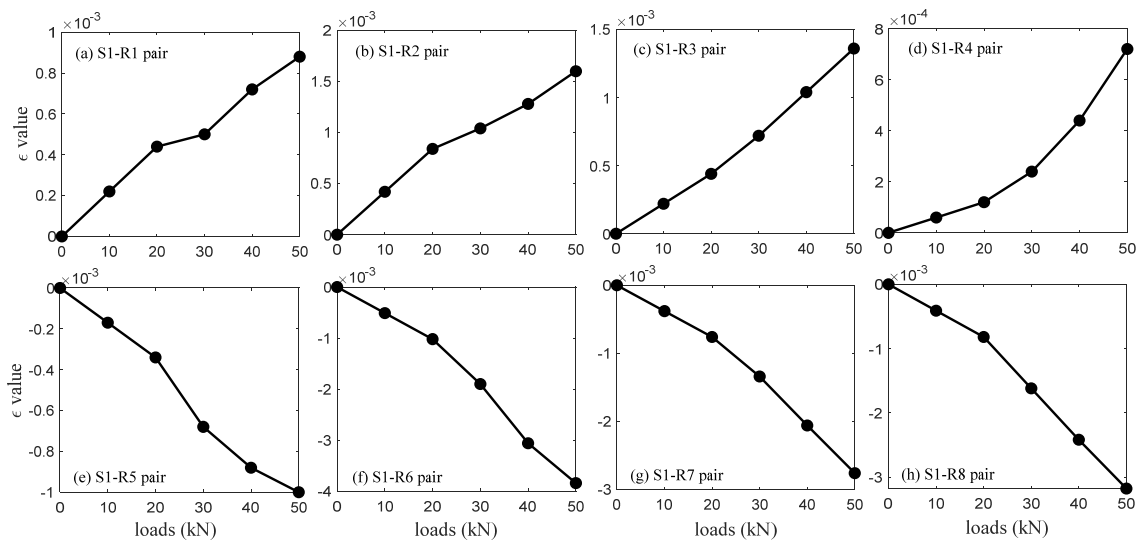 ×10⁻³
1
0.8
0.6
0.4
0.2
0
ϵ value
(a) S1-R1 pair
0 10 20 30 40 50
×10⁻³
2
1.5
1
0.5
0
(b) S1-R2 pair
0 10 20 30 40 50
×10⁻³
1.5
1
0.5
0
(c) S1-R3 pair
0 10 20 30 40 50
×10⁻⁴
8
6
4
2
0
(d) S1-R4 pair
0 10 20 30 40 50
×10⁻³
0
-0.2
-0.4
-0.6
-0.8
-1
ϵ value
(e) S1-R5 pair
0 10 20 30 40 50
loads (kN)
×10⁻³
0
-1
-2
-3
-4
(f) S1-R6 pair
0 10 20 30 40 50
loads (kN)
×10⁻³
0
-1
-2
-3
(g) S1-R7 pair
0 10 20 30 40 50
loads (kN)
×10⁻³
0
-1
-2
-3
(h) S1-R8 pair
0 10 20 30 40 50
loads (kN)